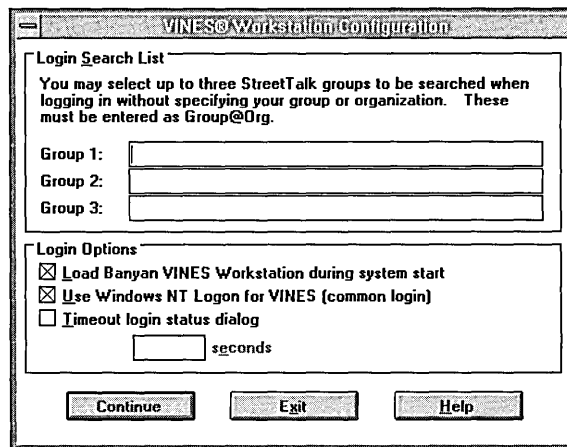 VINES® Workstation Configuration
Login Search List
You may select up to three StreetTalk groups to be searched when
logging in without specifying your group or organization. These
must be entered as Group@Org.
Group 1:
Group 2:
Group 3:
Login Options
Load Banyan VINES Workstation during system start
Use Windows NT Logon for VINES (common login)
Timeout login status dialog
seconds
Continue Exit Help